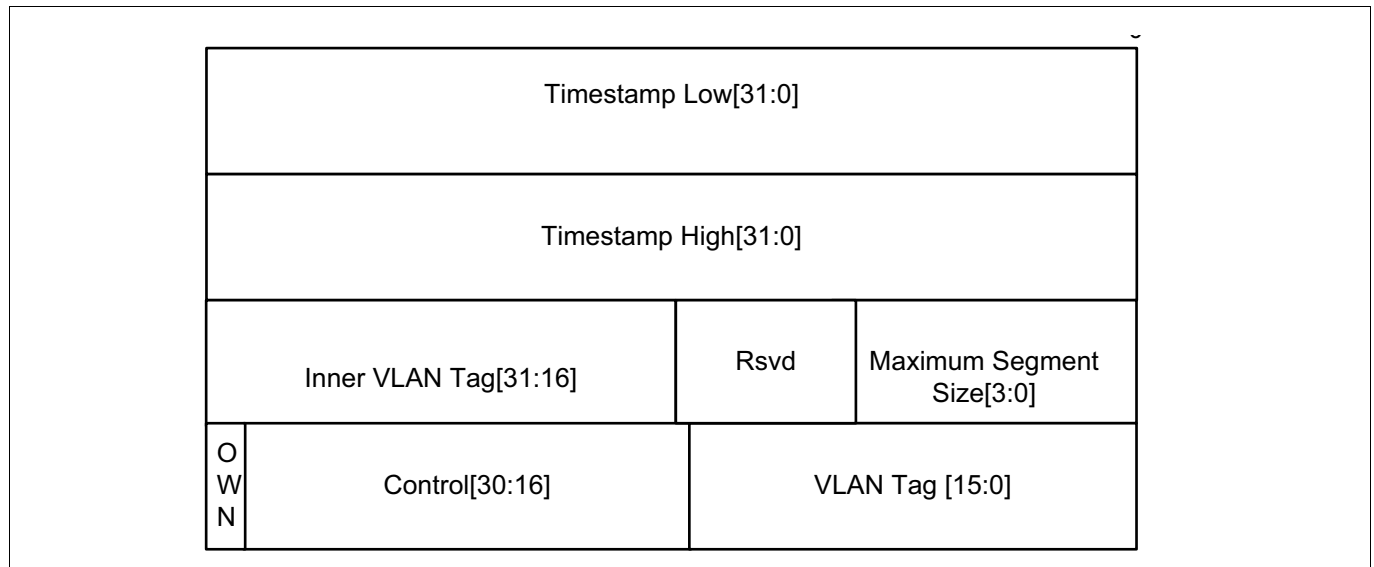 Timestamp Low[31:0]
Timestamp High[31:0]
Inner VLAN Tag[31:16]
Rsvd
Maximum Segment
Size[3:0]
O
W
N
Control[30:16]
VLAN Tag [15:0]